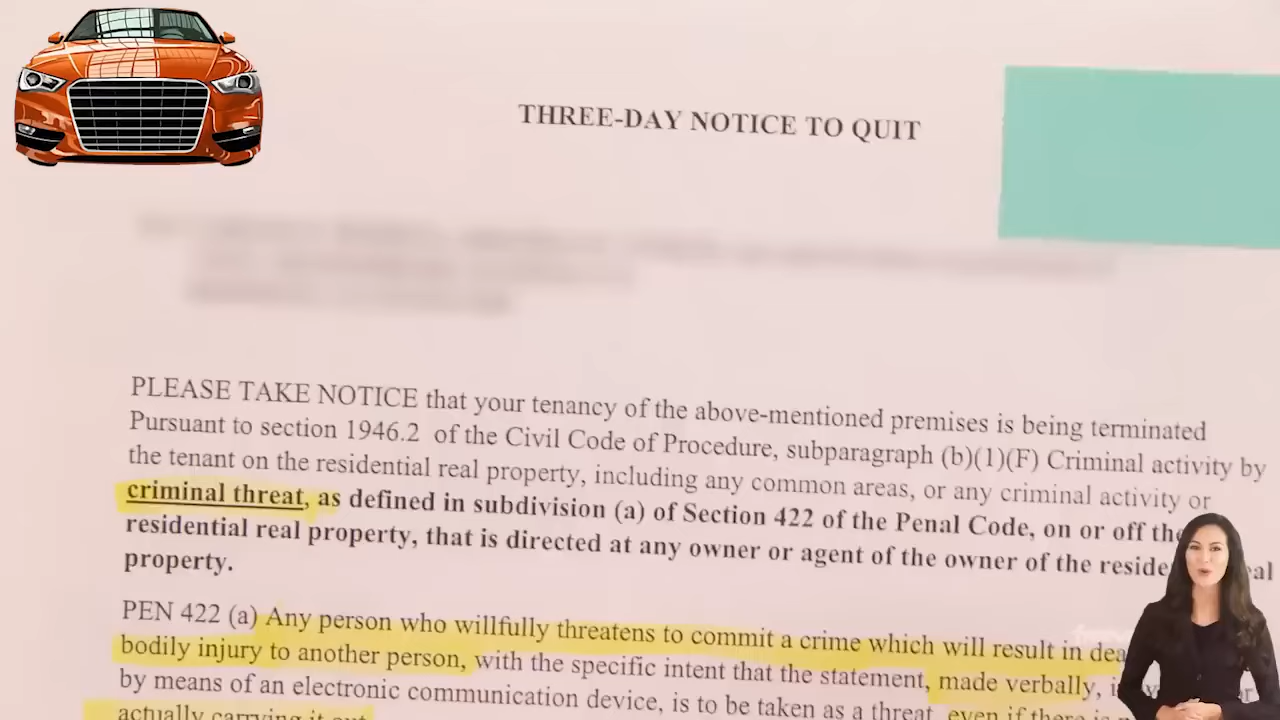 THREE-DAY NOTICE TO QUIT
PLEASE TAKE NOTICE that your tenancy of the above-mentioned premises is being terminated
Pursuant to section 1946.2 of the Civil Code of Procedure, subparagraph (b)(1)(F) Criminal activity by
the tenant on the residential real property, including any common areas, or any criminal activity or
criminal threat, as defined in subdivision (a) of Section 422 of the Penal Code, on or off the
residential real property, that is directed at any owner or agent of the owner of the
property.
PEN 422 (a) Any person who willfully threatens to commit a crime which will result in
bodily injury to another person, with the specific intent that the statement, made verbally,
by means of an electronic communication device, is to be taken as a threat, even if there is
actually carrying it out